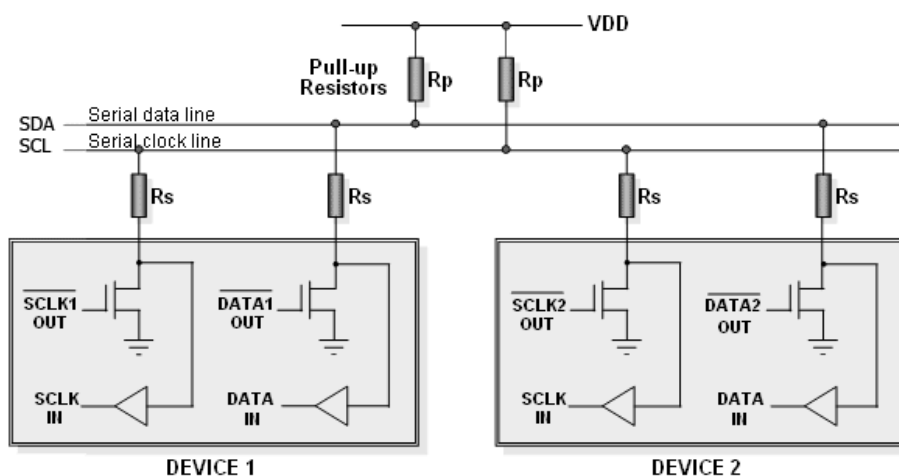 VDD
Pull-up
Resistors
Rp
Rp
SDA
Serial data line
SCL
Serial clock line
Rs
Rs
Rs
Rs
SCLK1
OUT
DATA1
OUT
SCLK2
OUT
DATA2
OUT
SCLK
IN
DATA
IN
SCLK
IN
DATA
IN
DEVICE 1
DEVICE 2